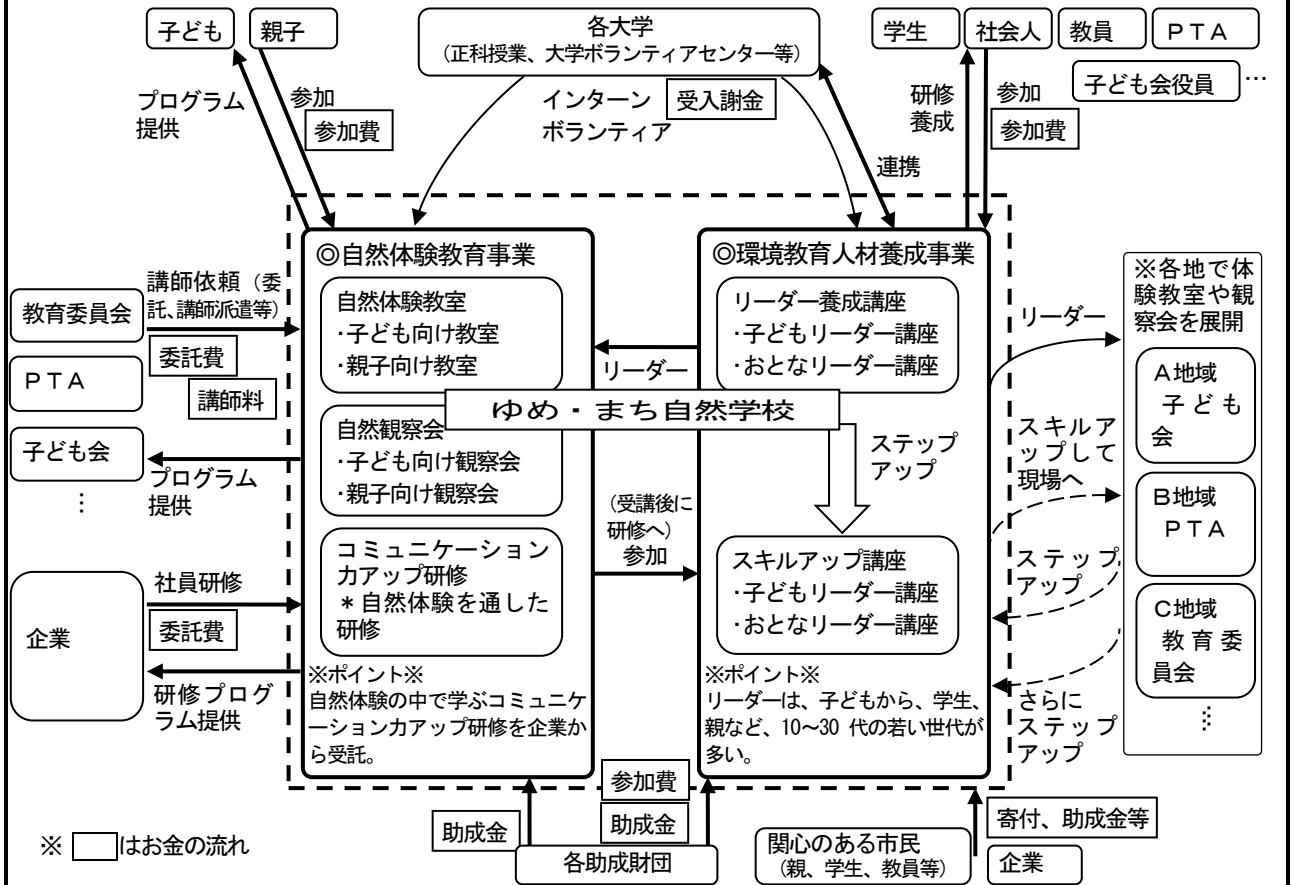 子ども
親子
各大学
(正科授業、大学ボランティアセンター等)
学生
社会人
教員
PTA
子ども会役員
…
プログラム
提供
参加
参加費
インターン
ボランティア
受入謝金
連携
研修
養成
参加
参加費
教育委員会
PTA
子ども会
⋮
講師依頼(委
託、講師派遣等)
委託費
講師料
プログラム
提供
企業
社員研修
委託費
研修プログ
ラム提供
◎自然体験教育事業
自然体験教室
・子ども向け教室
・親子向け教室
自然観察会
・子ども向け観察会
・親子向け観察会
コミュニケーション
力アップ研修
*自然体験を通した
研修
※ポイント※
自然体験の中で学ぶコミュニケ
ーション力アップ研修を企業か
ら受託。
リーダー
ゆめ・まち自然学校
(受講後に
研修へ)
参加
◎環境教育人材養成事業
リーダー養成講座
・子どもリーダー講座
・おとなリーダー講座
ステップ
アップ
スキルアップ講座
・子どもリーダー講座
・おとなリーダー講座
※ポイント※
リーダーは、子どもから、学生、
親など、10~30 代の若い世代が
多い。
リーダー
スキルア
ップして
現場へ
ステップ
アップ
さらに
ステップ
アップ
※各地で体
験教室や観
察会を展開
A地域
子ども
会
B地域
PTA
C地域
教育委
員会
⋮
※ はお金の流れ
助成金
参加費
助成金
各助成財団
関心のある市民
(親、学生、教員等)
寄付、助成金等
企業